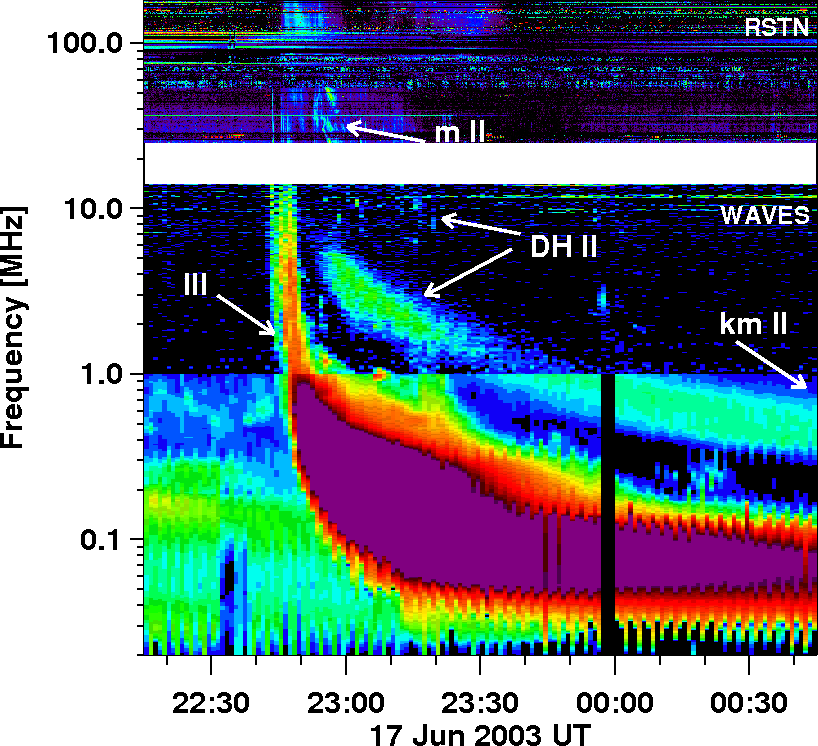 RSTN
100.0
m II
10.0
WAVES
DH II
III
km II
1.0
0.1
Frequency [MHz]
22:30 23:00 23:30 00:00 00:30
17 Jun 2003 UT